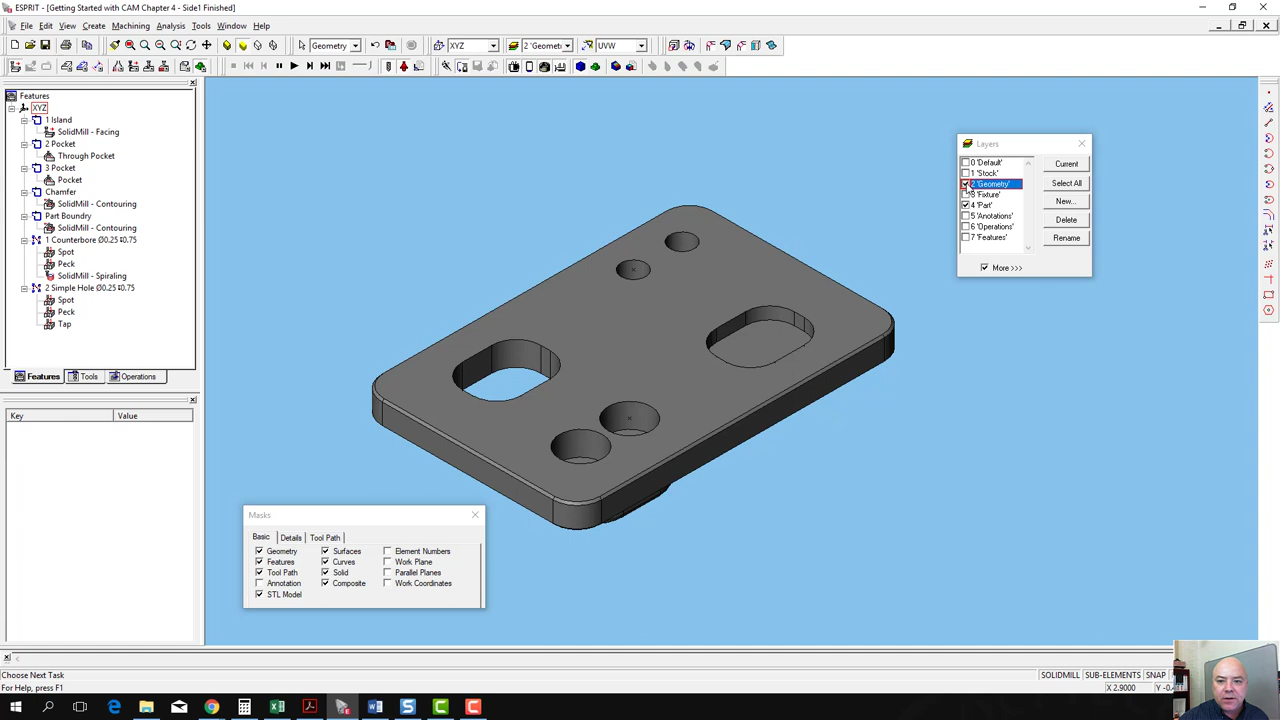 ESPRIT - [Getting Started with CAM Chapter 4 - Side1 Finished]
File Edit View Create Machining Analysis Tools Window Help
Geometry XYZ UVW
Features
XYZ
1 Island
SolidMill - Facing
2 Pocket
Through Pocket
3 Pocket
Pocket
Chamfer
SolidMill - Contouring
Part Boundry
SolidMill - Contouring
1 Counterbore Ø0.25↧0.75
Spot
Peck
SolidMill - Spiraling
2 Simple Hole Ø0.25↧0.75
Spot
Peck
Tap
Features Tools Operations
Key Value
Layers
0 'Default'
1 'Stock'
2 'Geometry'
3 'Fixture'
4 'Part'
5 'Anotations'
6 'Operations'
7 'Features'
Current
Select All
New...
Delete
Rename
More >>>
Masks
Basic Details Tool Path
Geometry Surfaces Element Numbers
Features Curves Work Plane
Tool Path Solid Parallel Planes
Annotation Composite Work Coordinates
STL Model
Choose Next Task
SOLIDMILL SUB-ELEMENTS SNAP
For Help, press F1
X 2.9000